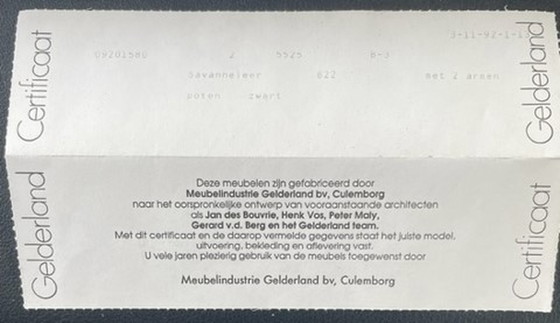 Certificaat
Gelderland
3-11-92-1-1
09201580 2 5525 6-3
Savanneleer 622 met 2 armen
poten zwart
Gelderland
Certificaat
Deze meubelen zijn gefabriceerd door
Meubelindustrie Gelderland bv, Culemborg
naar het oorspronkelijke ontwerp van vooraanstaande architecten
als Jan des Bouvrie, Henk Vos, Peter Maly,
Gerard v.d. Berg en het Gelderland team.
Met dit certificaat en de daarop vermelde gegevens staat het juiste model,
uitvoering, bekleding en aflevering vast.
U vele jaren plezierig gebruik van de meubels toegewenst door
Meubelindustrie Gelderland bv, Culemborg